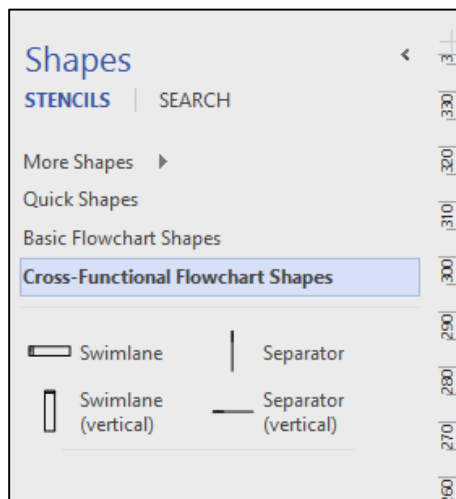 Shapes
STENCILS SEARCH
More Shapes
Quick Shapes
Basic Flowchart Shapes
Cross-Functional Flowchart Shapes
Swimlane Separator
Swimlane Separator
(vertical) (vertical)
330
320
310
300
290
280
270
260